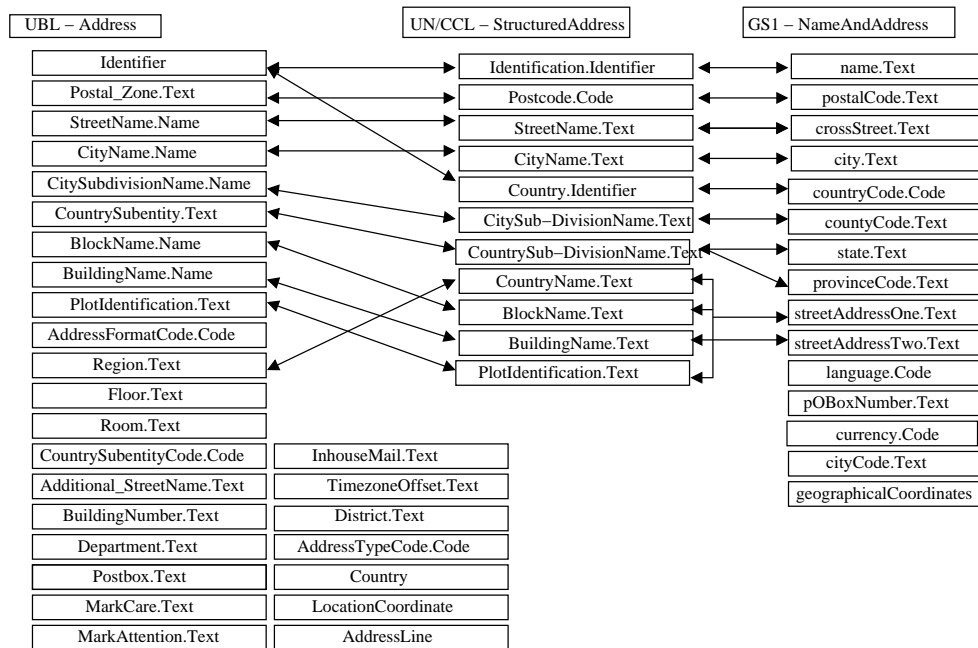 UBL – Address
UN/CCL – StructuredAddress
GS1 – NameAndAddress
Identifier
Postal_Zone.Text
StreetName.Name
CityName.Name
CitySubdivisionName.Name
CountrySubentity.Text
BlockName.Name
BuildingName.Name
PlotIdentification.Text
AddressFormatCode.Code
Region.Text
Floor.Text
Room.Text
CountrySubentityCode.Code
Additional_StreetName.Text
BuildingNumber.Text
Department.Text
Postbox.Text
MarkCare.Text
MarkAttention.Text
InhouseMail.Text
TimezoneOffset.Text
District.Text
AddressTypeCode.Code
Country
LocationCoordinate
AddressLine
Identification.Identifier
Postcode.Code
StreetName.Text
CityName.Text
Country.Identifier
CitySub–DivisionName.Text
CountrySub–DivisionName.Text
CountryName.Text
BlockName.Text
BuildingName.Text
PlotIdentification.Text
name.Text
postalCode.Text
crossStreet.Text
city.Text
countryCode.Code
countyCode.Text
state.Text
provinceCode.Text
streetAddressOne.Text
streetAddressTwo.Text
language.Code
pOBoxNumber.Text
currency.Code
cityCode.Text
geographicalCoordinates